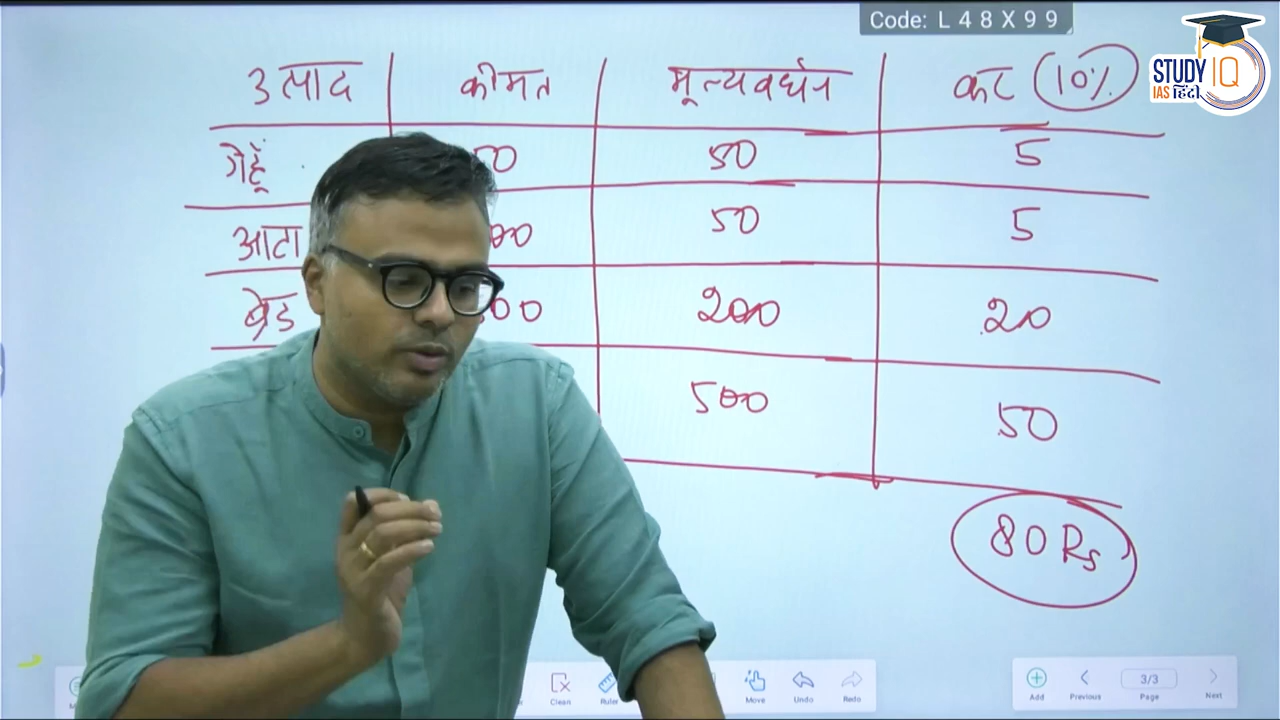 Code: L 4 8 X 9 9
STUDY IQ
IAS हिंदी
उत्पाद कीमत मूल्यवर्धन कर 10%
गेहूँ 50 5
आटा 50 5
ब्रेड 200 20
500 50
80 Rs
Clean Ruler Move Undo Redo
Add Previous 3/3 Page Next